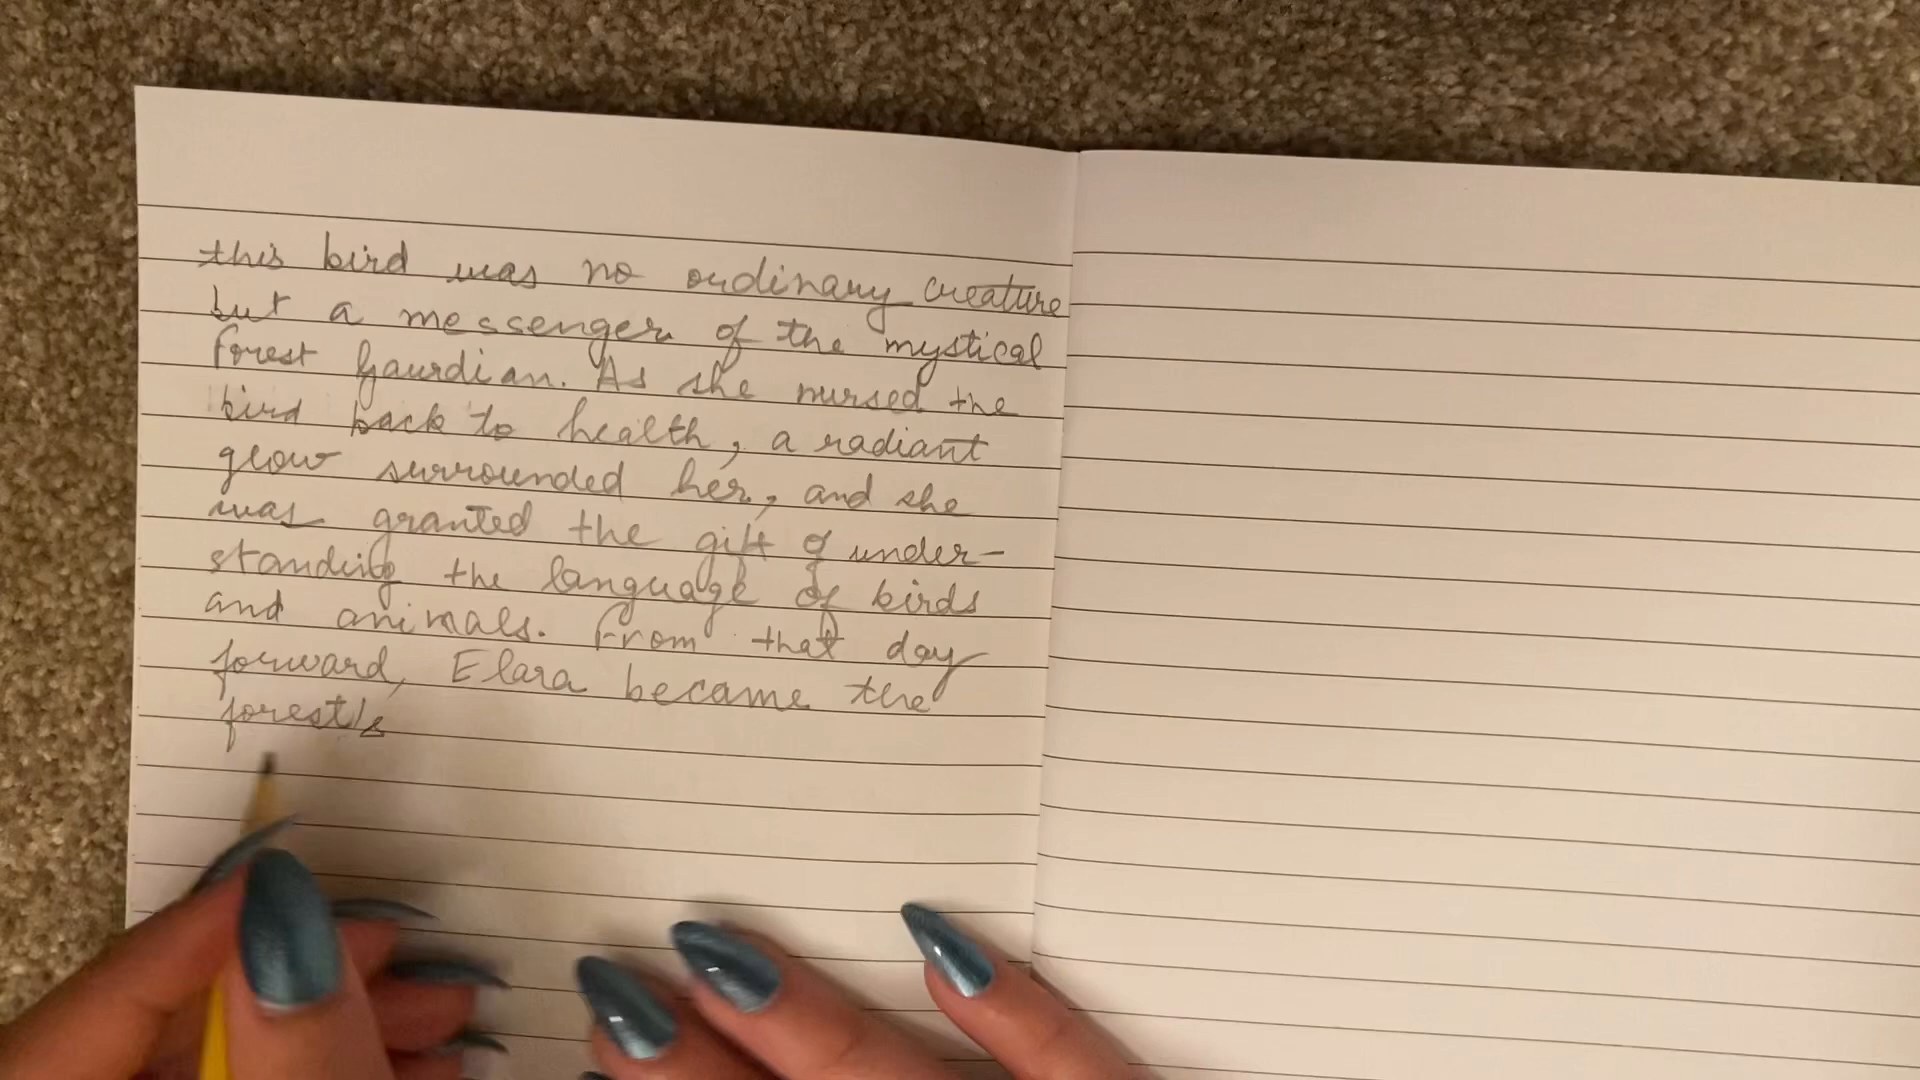 this bird was no ordinary creature
but a messenger of the mystical
forest Gaurdian. As she nursed the
bird back to health, a radiant
glow surrounded her, and she
was granted the gift of under-
standing the language of birds
and animals. From that day
forward, Elara became the
forest's